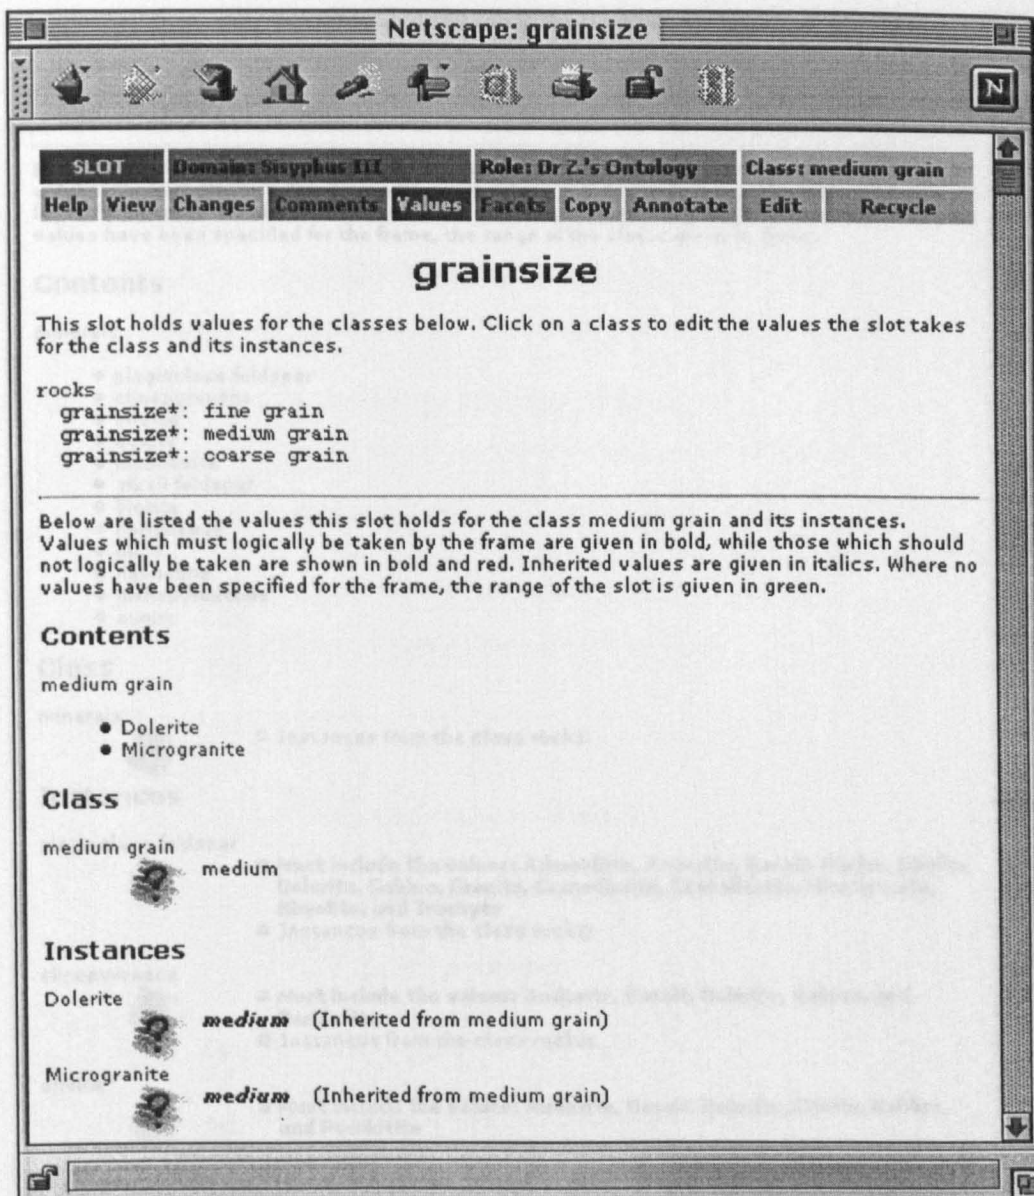 Netscape: grainsize
N
SLOT Domain: Sisyphus III Role: Dr Z.'s Ontology Class: medium grain
Help View Changes Comments Values Facets Copy Annotate Edit Recycle
grainsize
This slot holds values for the classes below. Click on a class to edit the values the slot takes
for the class and its instances.
rocks
grainsize*: fine grain
grainsize*: medium grain
grainsize*: coarse grain
Below are listed the values this slot holds for the class medium grain and its instances.
Values which must logically be taken by the frame are given in bold, while those which should
not logically be taken are shown in bold and red. Inherited values are given in italics. Where no
values have been specified for the frame, the range of the slot is given in green.
Contents
medium grain
• Dolerite
• Microgranite
Class
medium grain
? medium
Instances
Dolerite
? medium (Inherited from medium grain)
Microgranite
? medium (Inherited from medium grain)